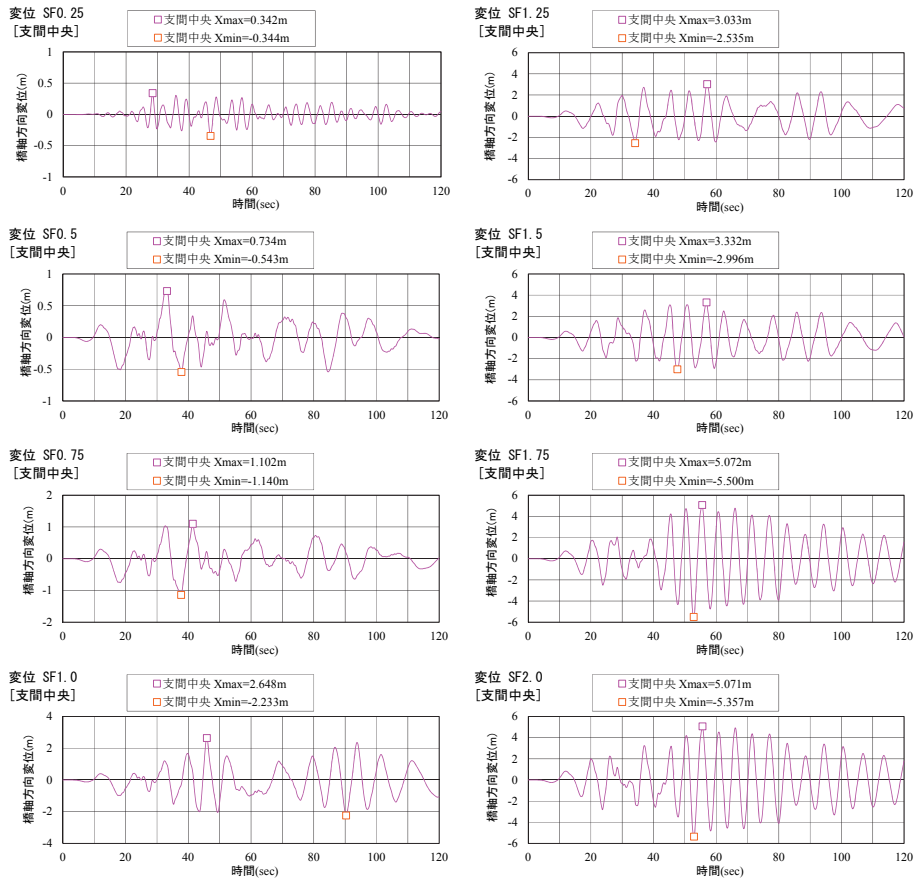 変位 SF0.25
[支間中央]
支間中央 Xmax=0.342m
支間中央 Xmin=-0.344m
橋軸方向変位(m)
1
0.5
0
-0.5
-1
0 20 40 60 80 100 120
時間(sec)
変位 SF1.25
[支間中央]
支間中央 Xmax=3.033m
支間中央 Xmin=-2.535m
橋軸方向変位(m)
6
4
2
0
-2
-4
-6
0 20 40 60 80 100 120
時間(sec)
変位 SF0.5
[支間中央]
支間中央 Xmax=0.734m
支間中央 Xmin=-0.543m
橋軸方向変位(m)
1
0.5
0
-0.5
-1
0 20 40 60 80 100 120
時間(sec)
変位 SF1.5
[支間中央]
支間中央 Xmax=3.332m
支間中央 Xmin=-2.996m
橋軸方向変位(m)
6
4
2
0
-2
-4
-6
0 20 40 60 80 100 120
時間(sec)
変位 SF0.75
[支間中央]
支間中央 Xmax=1.102m
支間中央 Xmin=-1.140m
橋軸方向変位(m)
2
1
0
-1
-2
0 20 40 60 80 100 120
時間(sec)
変位 SF1.75
[支間中央]
支間中央 Xmax=5.072m
支間中央 Xmin=-5.500m
橋軸方向変位(m)
6
4
2
0
-2
-4
-6
0 20 40 60 80 100 120
時間(sec)
変位 SF1.0
[支間中央]
支間中央 Xmax=2.648m
支間中央 Xmin=-2.233m
橋軸方向変位(m)
4
2
0
-2
-4
0 20 40 60 80 100 120
時間(sec)
変位 SF2.0
[支間中央]
支間中央 Xmax=5.071m
支間中央 Xmin=-5.357m
橋軸方向変位(m)
6
4
2
0
-2
-4
-6
0 20 40 60 80 100 120
時間(sec)